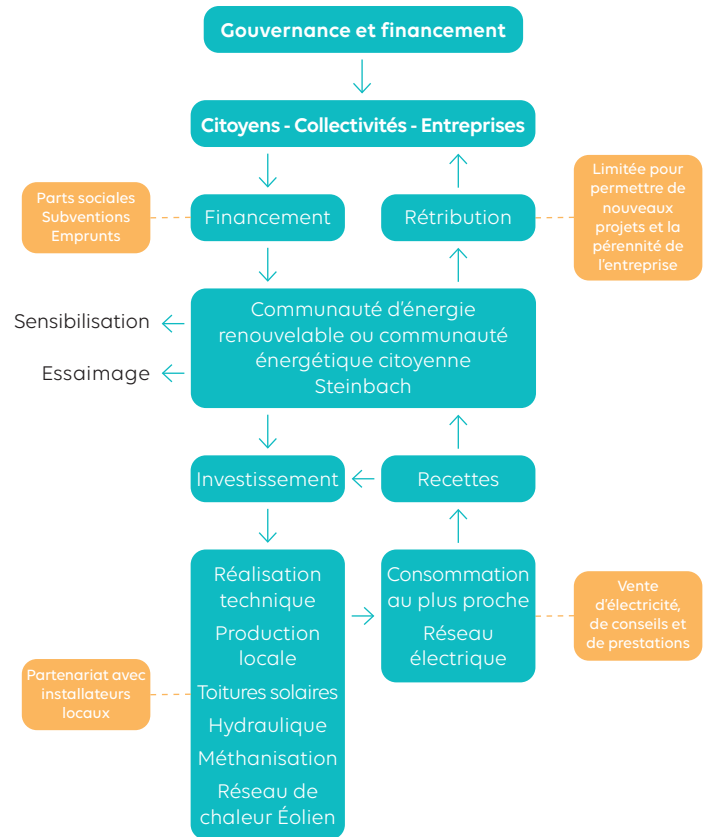 Gouvernance et financement
Citoyens - Collectivités - Entreprises
Parts sociales
Subventions
Emprunts
Financement
Rétribution
Limitée pour
permettre de
nouveaux
projets et la
pérennité de
l'entreprise
Sensibilisation
Essaimage
Communauté d'énergie
renouvelable ou communauté
énergétique citoyenne
Steinbach
Investissement
Recettes
Réalisation
technique
Production
locale
Toitures solaires
Hydraulique
Méthanisation
Réseau de
chaleur Éolien
Consommation
au plus proche
Réseau
électrique
Vente
d'électricité,
de conseils et
de prestations
Partenariat avec
installateurs
locaux